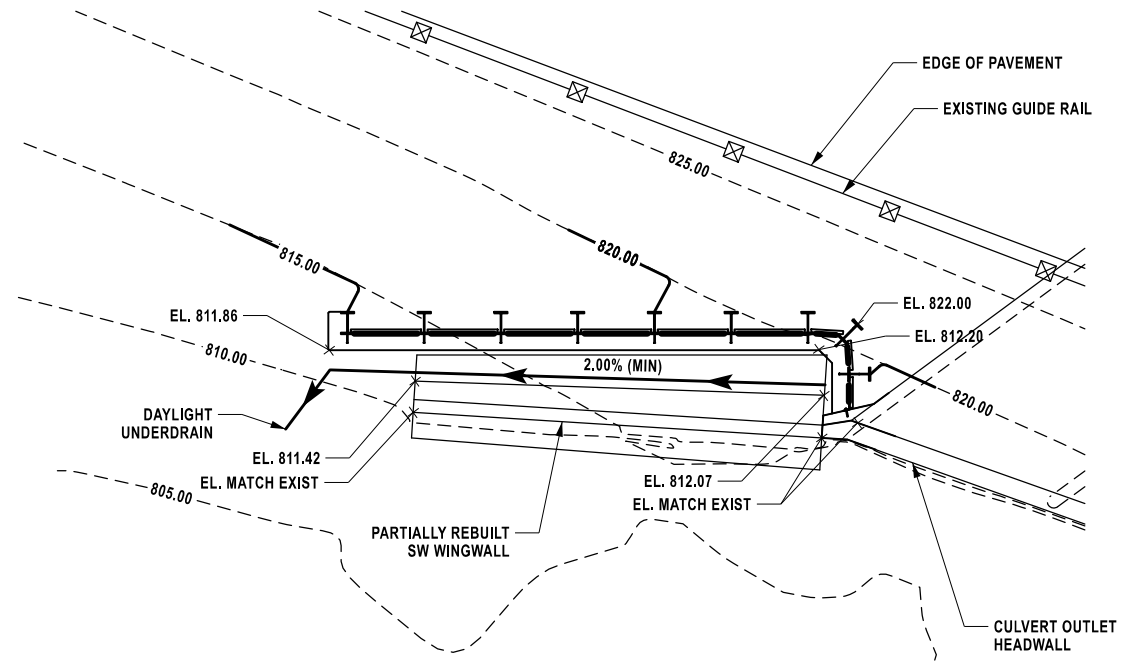 EDGE OF PAVEMENT
EXISTING GUIDE RAIL
825.00
820.00
815.00
EL. 822.00
EL. 811.86
EL. 812.20
810.00
2.00% (MIN)
820.00
DAYLIGHT
UNDERDRAIN
EL. 811.42
EL. MATCH EXIST
EL. 812.07
EL. MATCH EXIST
805.00
PARTIALLY REBUILT
SW WINGWALL
CULVERT OUTLET
HEADWALL